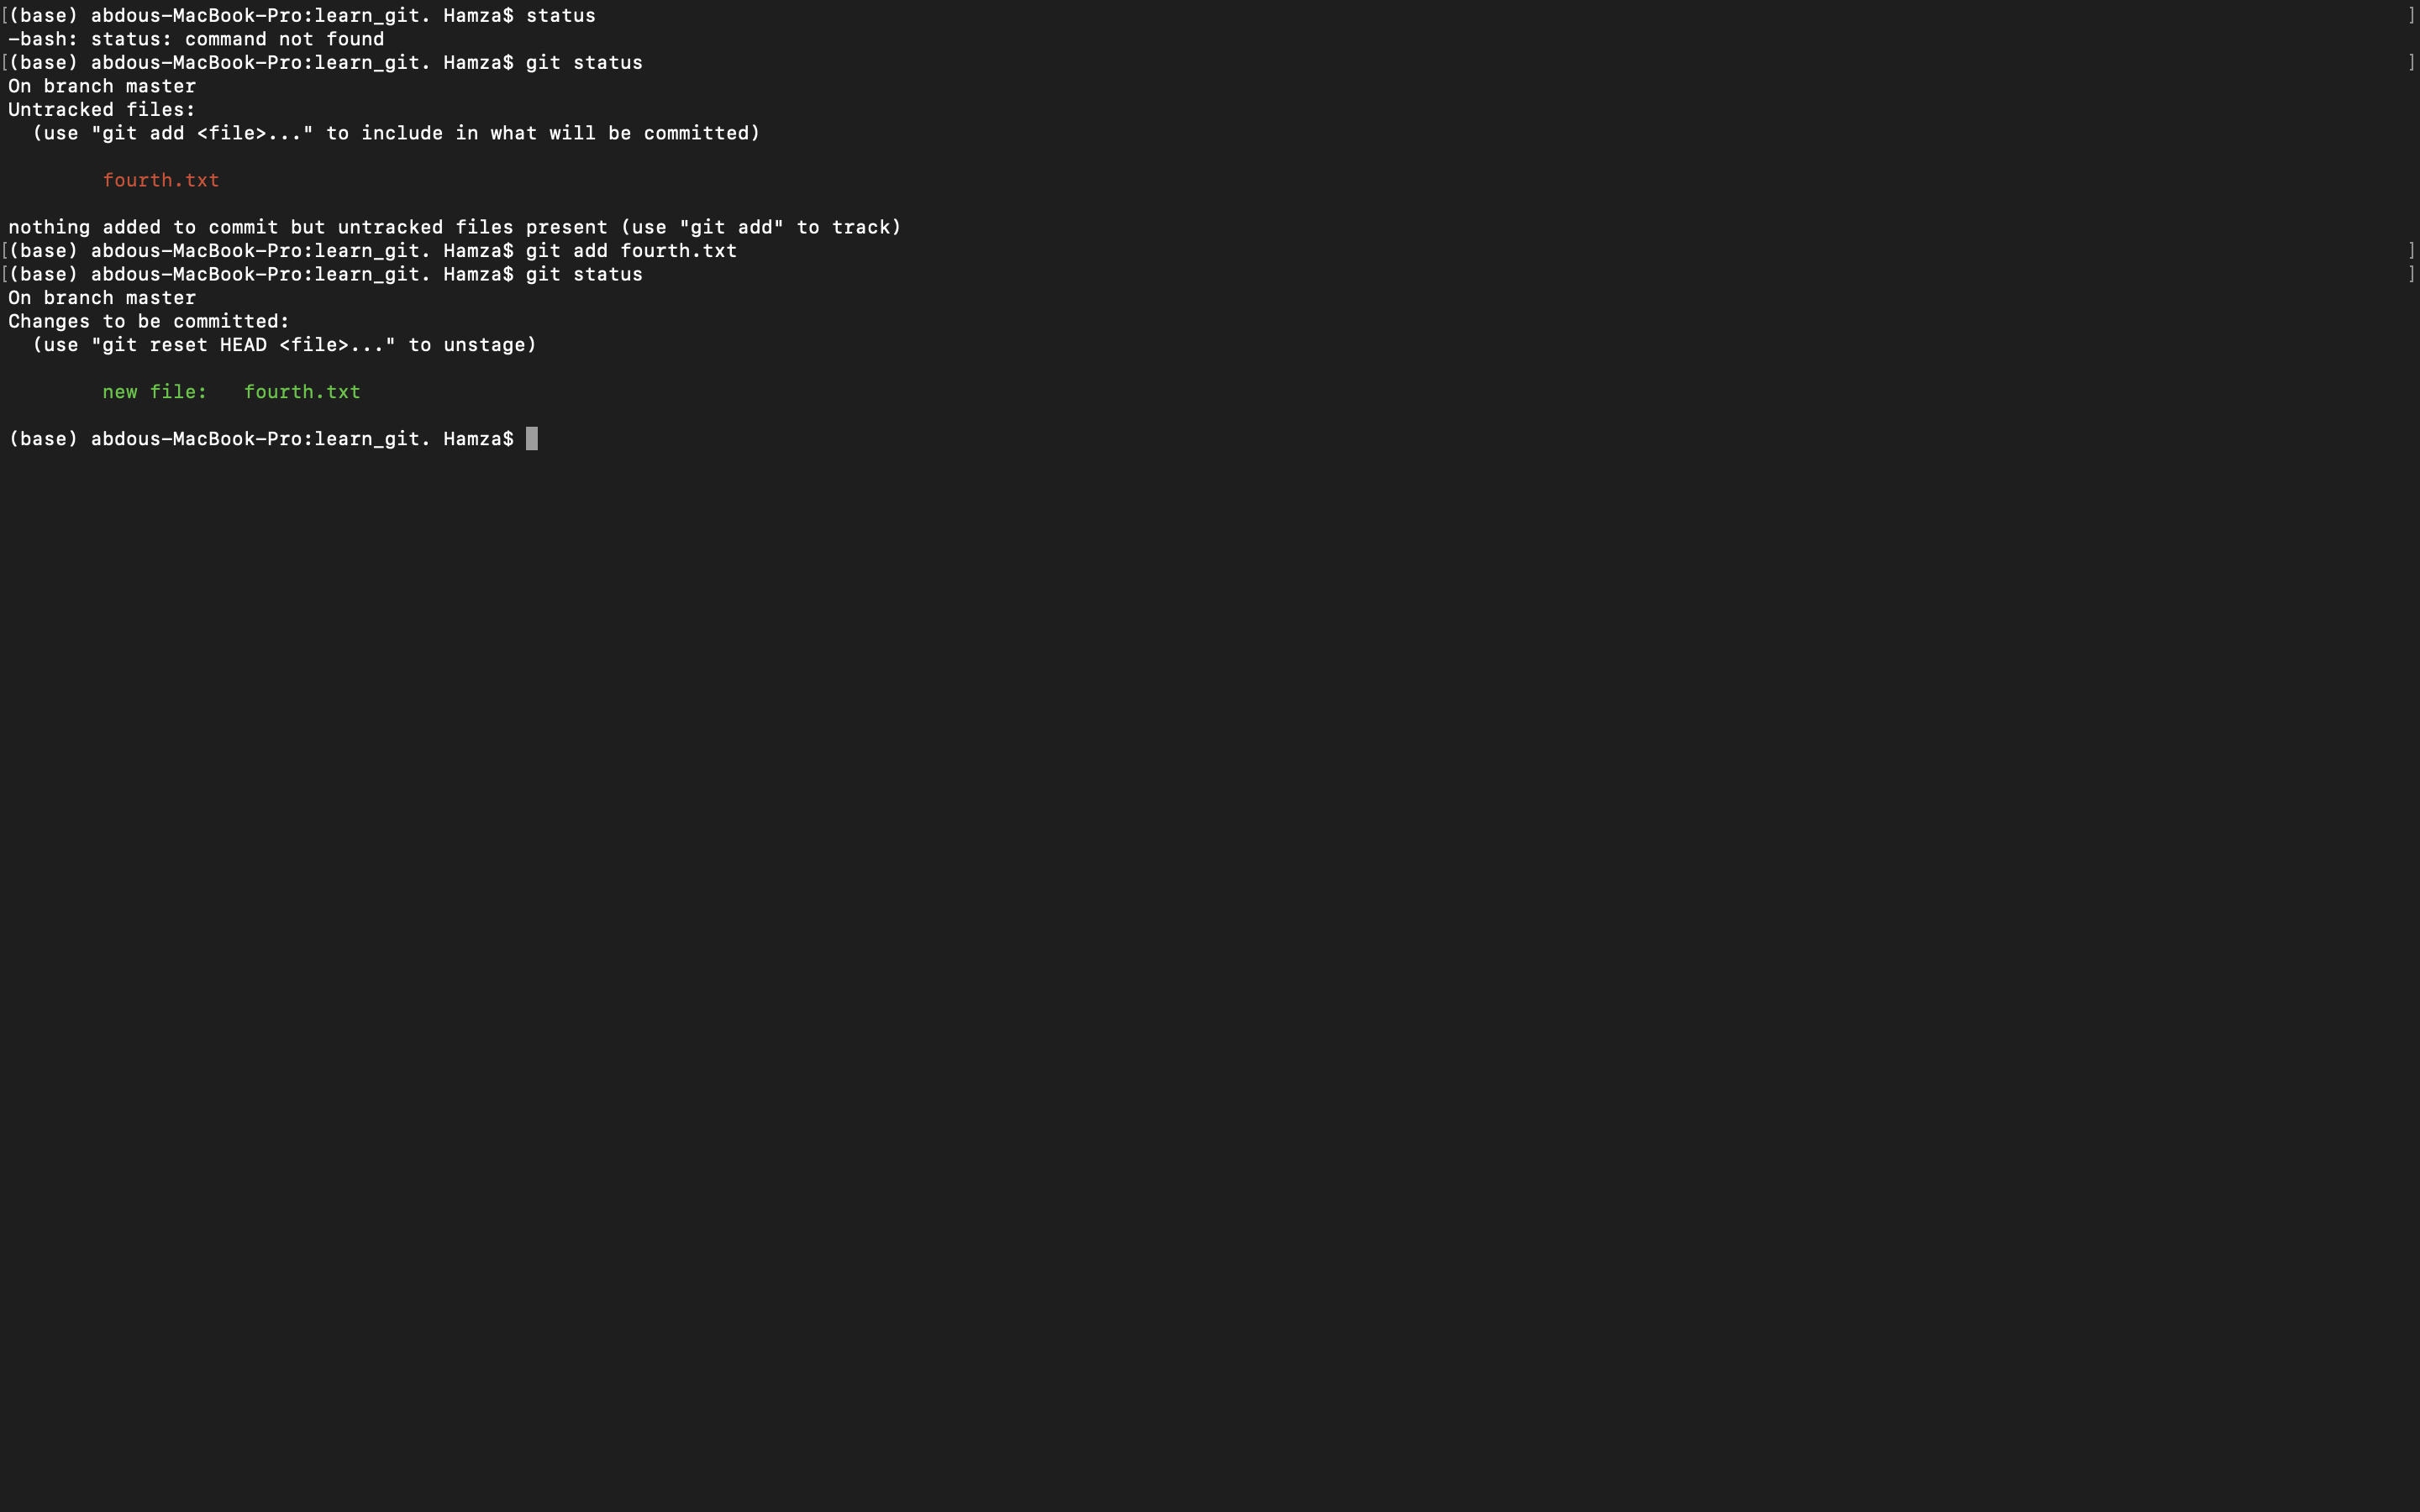 [(base) abdous-MacBook-Pro:learn_git. Hamza$ status ]
-bash: status: command not found
[(base) abdous-MacBook-Pro:learn_git. Hamza$ git status ]
On branch master
Untracked files:
  (use "git add <file>..." to include in what will be committed)
        fourth.txt
nothing added to commit but untracked files present (use "git add" to track)
[(base) abdous-MacBook-Pro:learn_git. Hamza$ git add fourth.txt ]
[(base) abdous-MacBook-Pro:learn_git. Hamza$ git status ]
On branch master
Changes to be committed:
  (use "git reset HEAD <file>..." to unstage)
        new file:   fourth.txt
(base) abdous-MacBook-Pro:learn_git. Hamza$